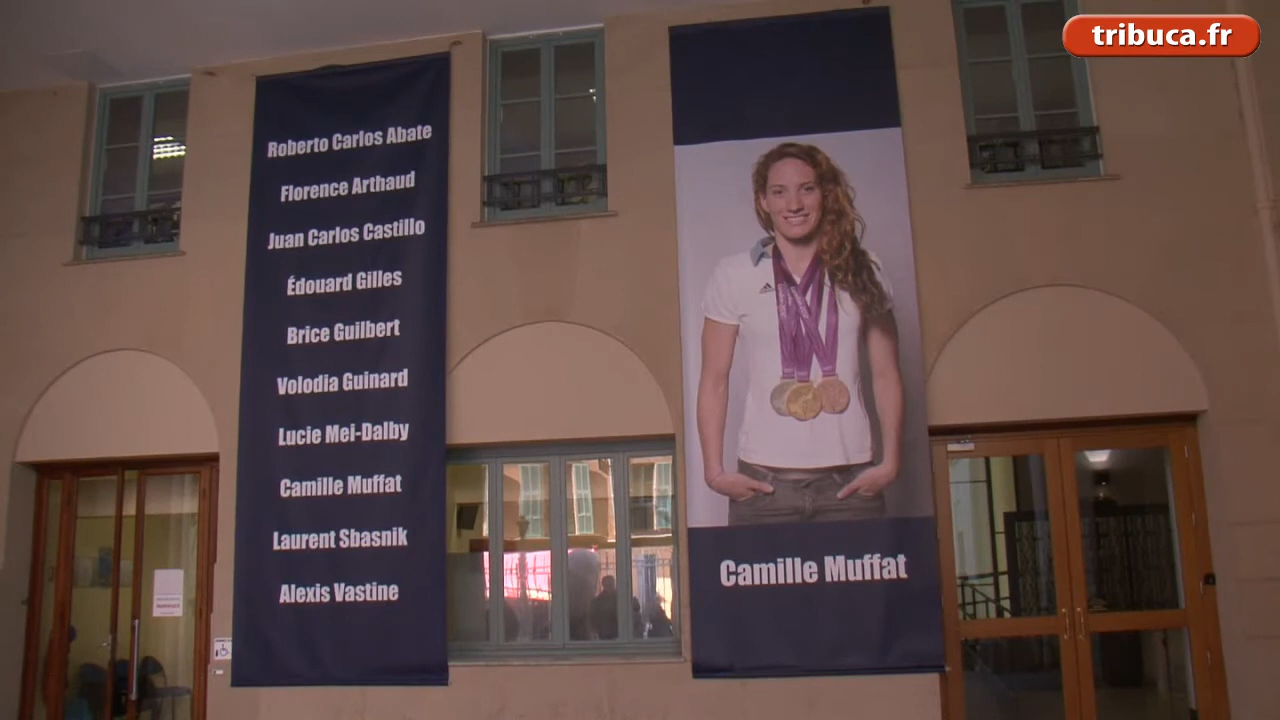 tribuca.fr
Roberto Carlos Abate
Florence Arthaud
Juan Carlos Castillo
Édouard Gilles
Brice Guilbert
Volodia Guinard
Lucie Mei-Dalby
Camille Muffat
Laurent Sbasnik
Alexis Vastine
Camille Muffat